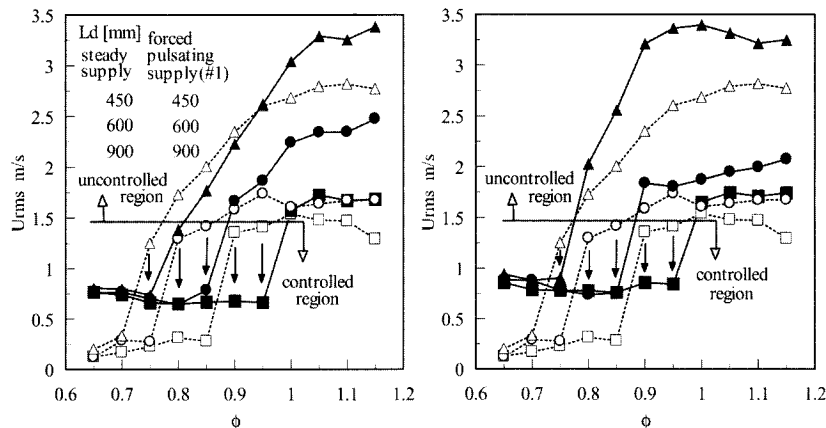 3.5
3
2.5
2
1.5
1
0.5
0
Urms m/s
Ld [mm]
steady supply
forced pulsating supply(#1)
450 450
600 600
900 900
uncontrolled region
controlled region
0.6 0.7 0.8 0.9 1 1.1 1.2
ϕ
3.5
3
2.5
2
1.5
1
0.5
0
Urms m/s
uncontrolled region
controlled region
0.6 0.7 0.8 0.9 1 1.1 1.2
ϕ